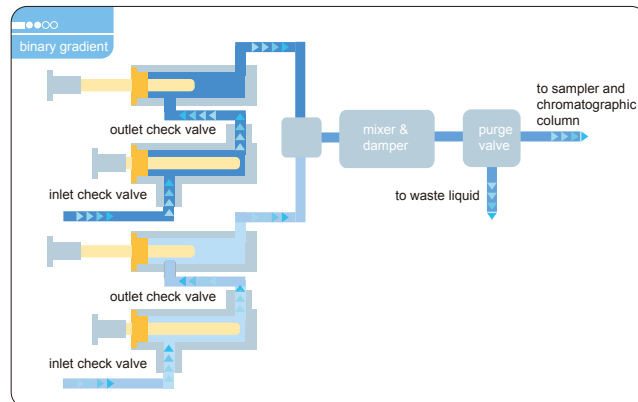 binary gradient
to sampler and
chromatographic
column
outlet check valve
mixer &
damper
purge
valve
inlet check valve
to waste liquid
outlet check valve
inlet check valve